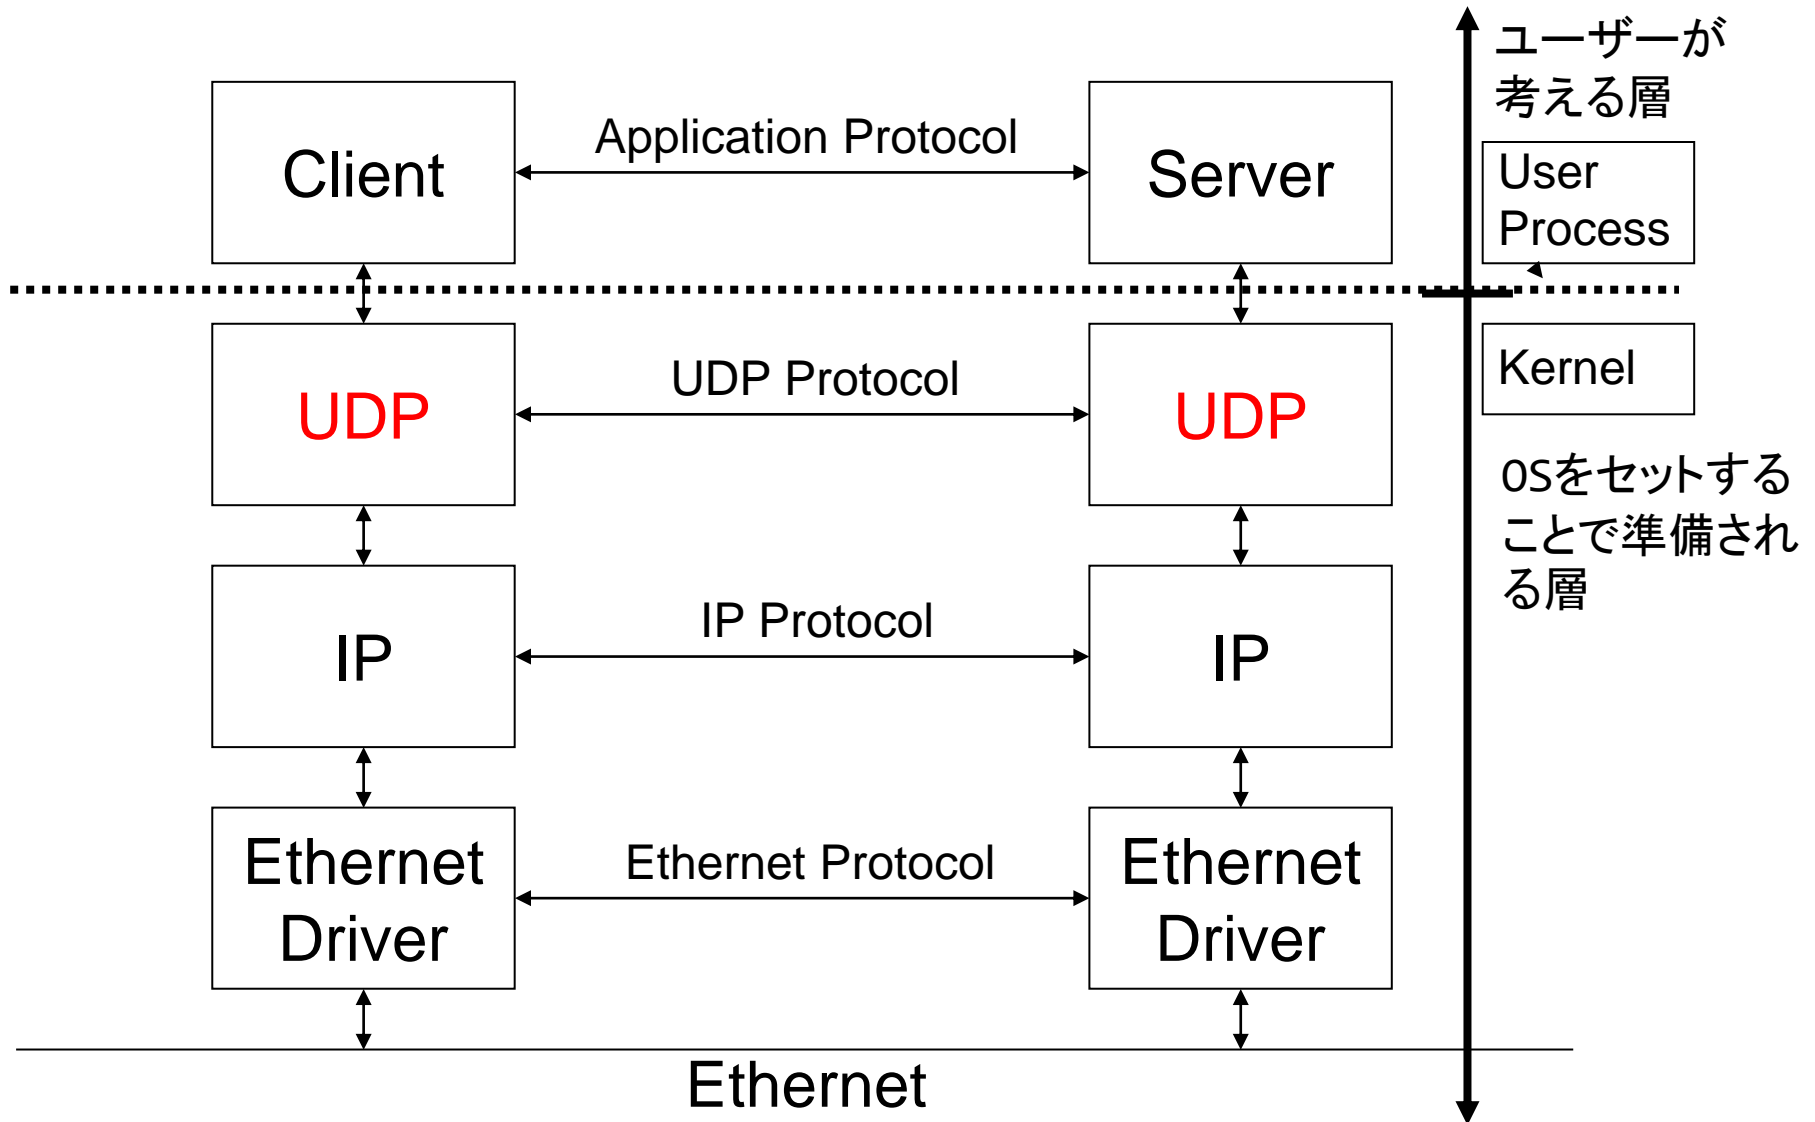 ユーザーが
考える層
Client
Application Protocol
Server
User
Process
UDP
UDP Protocol
UDP
Kernel
OSをセットする
ことで準備され
る層
IP
IP Protocol
IP
Ethernet
Driver
Ethernet Protocol
Ethernet
Driver
Ethernet